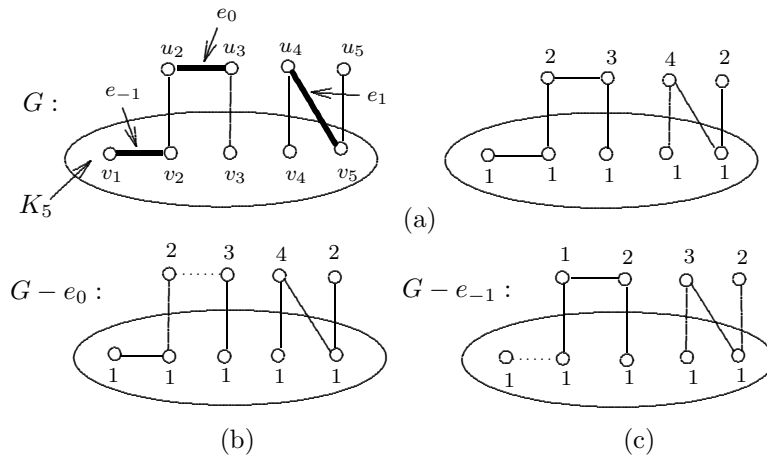 e₀
u₂ u₃ u₄ u₅
G :
e₋₁
e₁
v₁ v₂ v₃ v₄ v₅
K₅
2 3 4 2
1 1 1 1 1
(a)
G − e₀ :
2 3 4 2
1 1 1 1 1
(b)
G − e₋₁ :
1 2 3 2
1 1 1 1 1
(c)